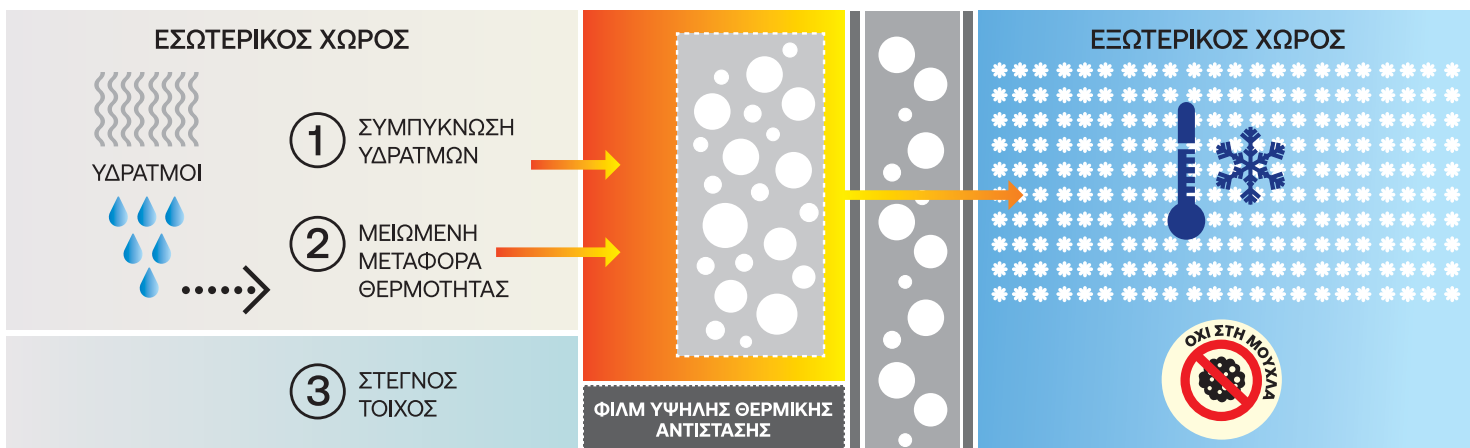 ΕΣΩΤΕΡΙΚΟΣ ΧΩΡΟΣ
ΥΔΡΑΤΜΟΙ
1 ΣΥΜΠΥΚΝΩΣΗ
ΥΔΡΑΤΜΩΝ
2 ΜΕΙΩΜΕΝΗ
ΜΕΤΑΦΟΡΑ
ΘΕΡΜΟΤΗΤΑΣ
3 ΣΤΕΓΝΟΣ
ΤΟΙΧΟΣ
ΦΙΛΜ ΥΨΗΛΗΣ ΘΕΡΜΙΚΗΣ
ΑΝΤΙΣΤΑΣΗΣ
ΕΞΩΤΕΡΙΚΟΣ ΧΩΡΟΣ
ΟΧΙ ΣΤΗ ΜΟΥΧΛΑ